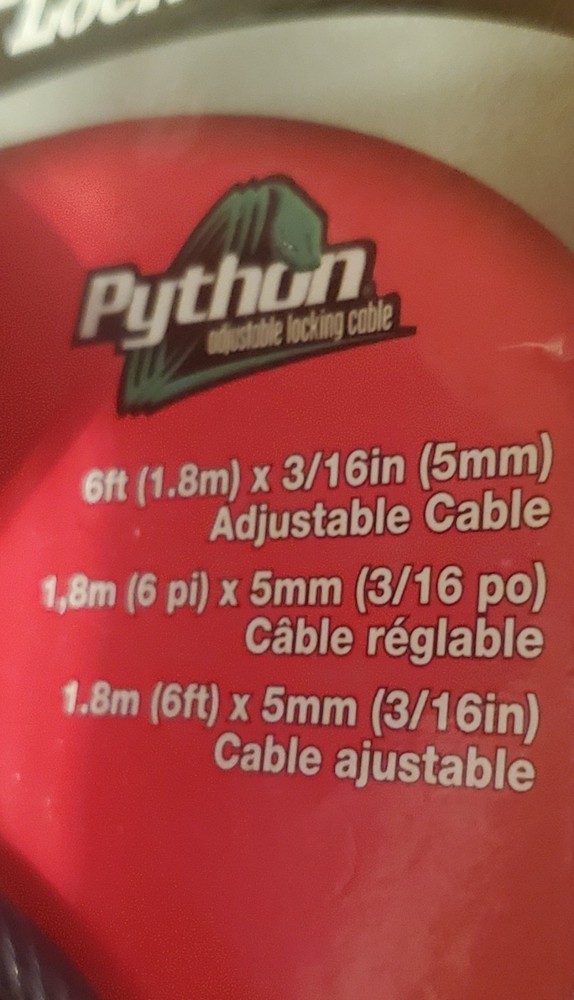 Python
adjustable locking cable
6ft (1.8m) x 3/16in (5mm)
Adjustable Cable
1,8m (6 pi) x 5mm (3/16 po)
Câble réglable
1.8m (6ft) x 5mm (3/16in)
Cable ajustable